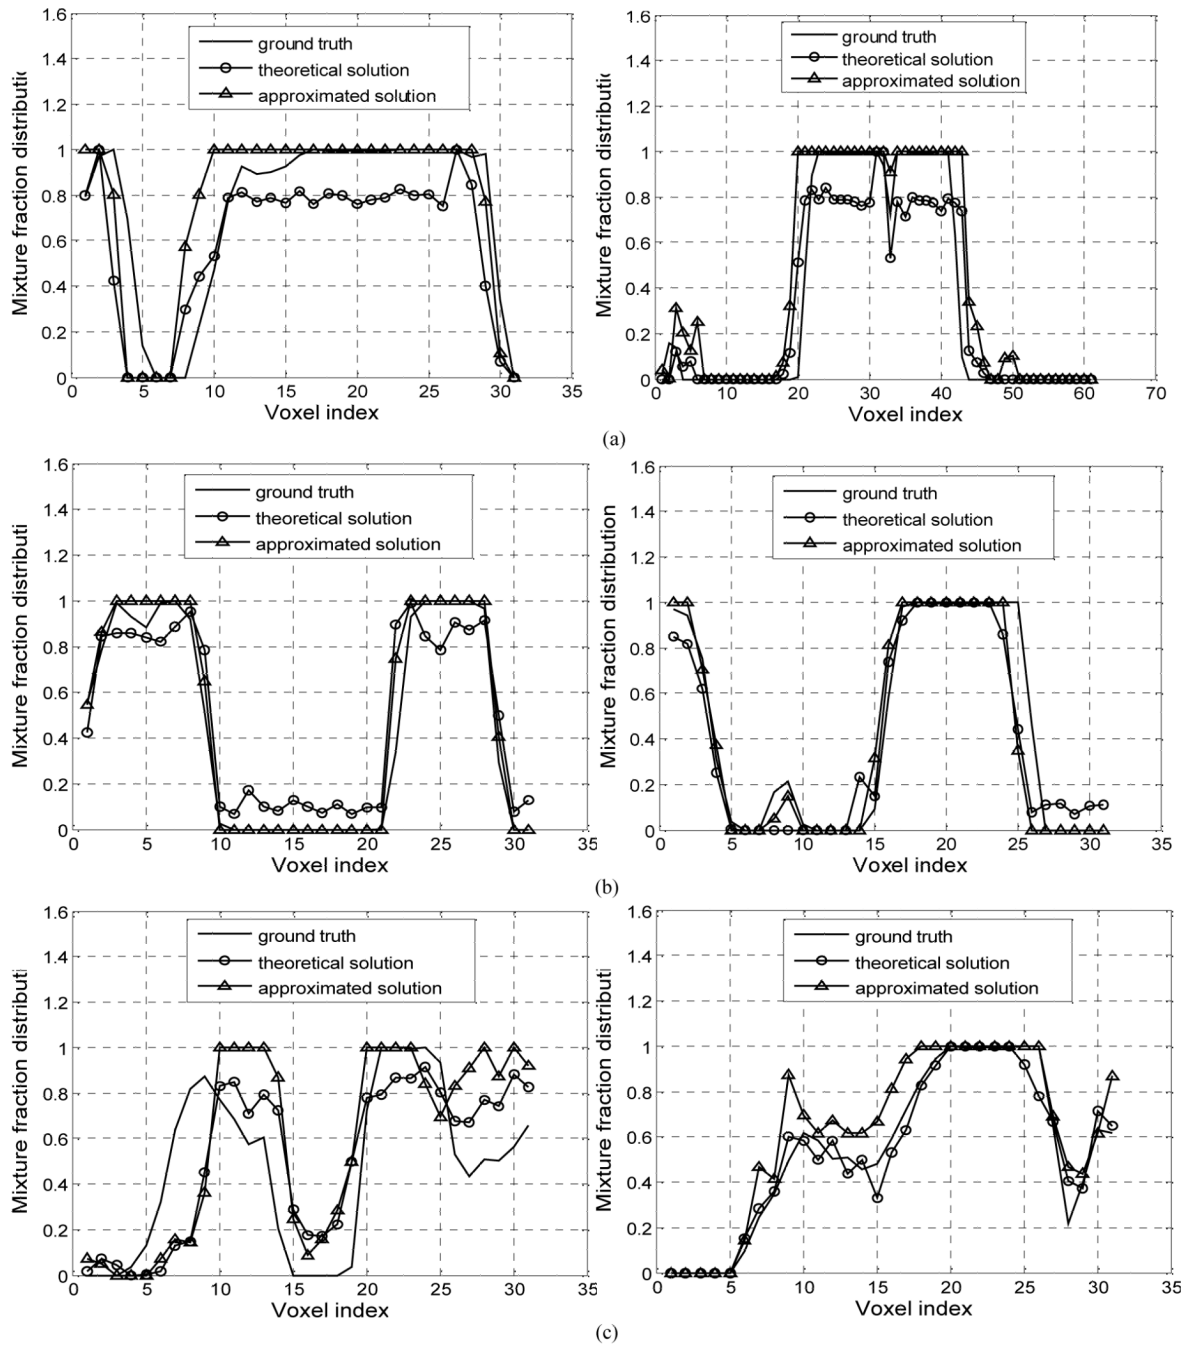 1.6
1.4
1.2
1
0.8
0.6
0.4
0.2
0
Mixture fraction distributi
ground truth
theoretical solution
approximated solution
0 5 10 15 20 25 30 35
Voxel index
1.6
1.4
1.2
1
0.8
0.6
0.4
0.2
0
Mixture fraction distributi
ground truth
theoretical solution
approximated solution
0 10 20 30 40 50 60 70
Voxel index
(a)
1.6
1.4
1.2
1
0.8
0.6
0.4
0.2
0
Mixture fraction distributi
ground truth
theoretical solution
approximated solution
0 5 10 15 20 25 30 35
Voxel index
1.6
1.4
1.2
1
0.8
0.6
0.4
0.2
0
Mixture fraction distribution
ground truth
theoretical solution
approximated solution
0 5 10 15 20 25 30 35
Voxel index
(b)
1.6
1.4
1.2
1
0.8
0.6
0.4
0.2
0
Mixture fraction distributi
ground truth
theoretical solution
approximated solution
0 5 10 15 20 25 30 35
Voxel index
1.6
1.4
1.2
1
0.8
0.6
0.4
0.2
0
Mixture fraction distributi
ground truth
theoretical solution
approximated solution
0 5 10 15 20 25 30 35
Voxel index
(c)